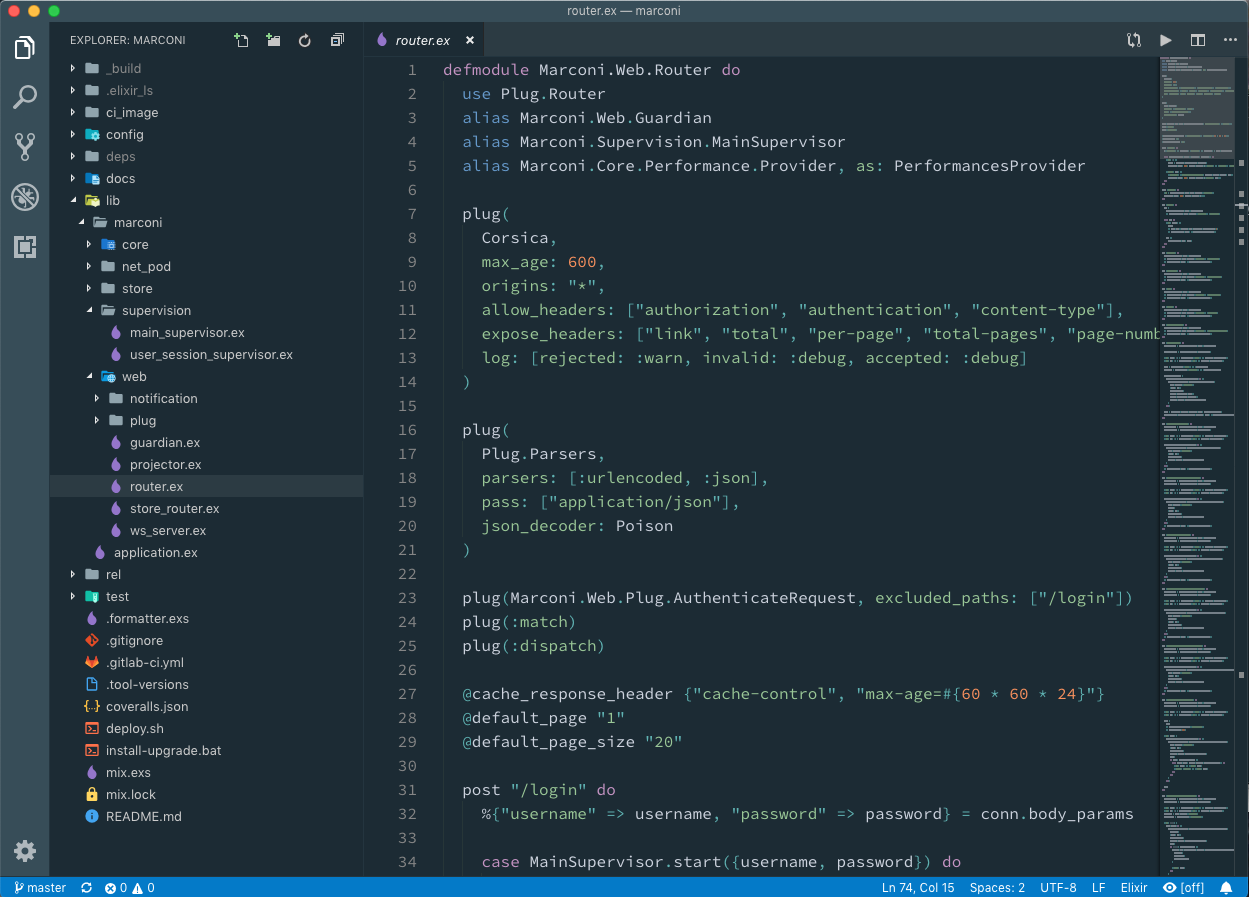 router.ex — marconi
EXPLORER: MARCONI
_build
.elixir_ls
ci_image
config
deps
docs
lib
marconi
core
net_pod
store
supervision
main_supervisor.ex
user_session_supervisor.ex
web
notification
plug
guardian.ex
projector.ex
router.ex
store_router.ex
ws_server.ex
application.ex
rel
test
.formatter.exs
.gitignore
.gitlab-ci.yml
.tool-versions
coveralls.json
deploy.sh
install-upgrade.bat
mix.exs
mix.lock
README.md
router.ex ×
1 defmodule Marconi.Web.Router do
2 use Plug.Router
3 alias Marconi.Web.Guardian
4 alias Marconi.Supervision.MainSupervisor
5 alias Marconi.Core.Performance.Provider, as: PerformancesProvider
6
7 plug(
8 Corsica,
9 max_age: 600,
10 origins: "*",
11 allow_headers: ["authorization", "authentication", "content-type"],
12 expose_headers: ["link", "total", "per-page", "total-pages", "page-numb
13 log: [rejected: :warn, invalid: :debug, accepted: :debug]
14 )
15
16 plug(
17 Plug.Parsers,
18 parsers: [:urlencoded, :json],
19 pass: ["application/json"],
20 json_decoder: Poison
21 )
22
23 plug(Marconi.Web.Plug.AuthenticateRequest, excluded_paths: ["/login"])
24 plug(:match)
25 plug(:dispatch)
26
27 @cache_response_header {"cache-control", "max-age=#{60 * 60 * 24}"}
28 @default_page "1"
29 @default_page_size "20"
30
31 post "/login" do
32 %{"username" => username, "password" => password} = conn.body_params
33
34 case MainSupervisor.start({username, password}) do
master 0 0 Ln 74, Col 15 Spaces: 2 UTF-8 LF Elixir [off]